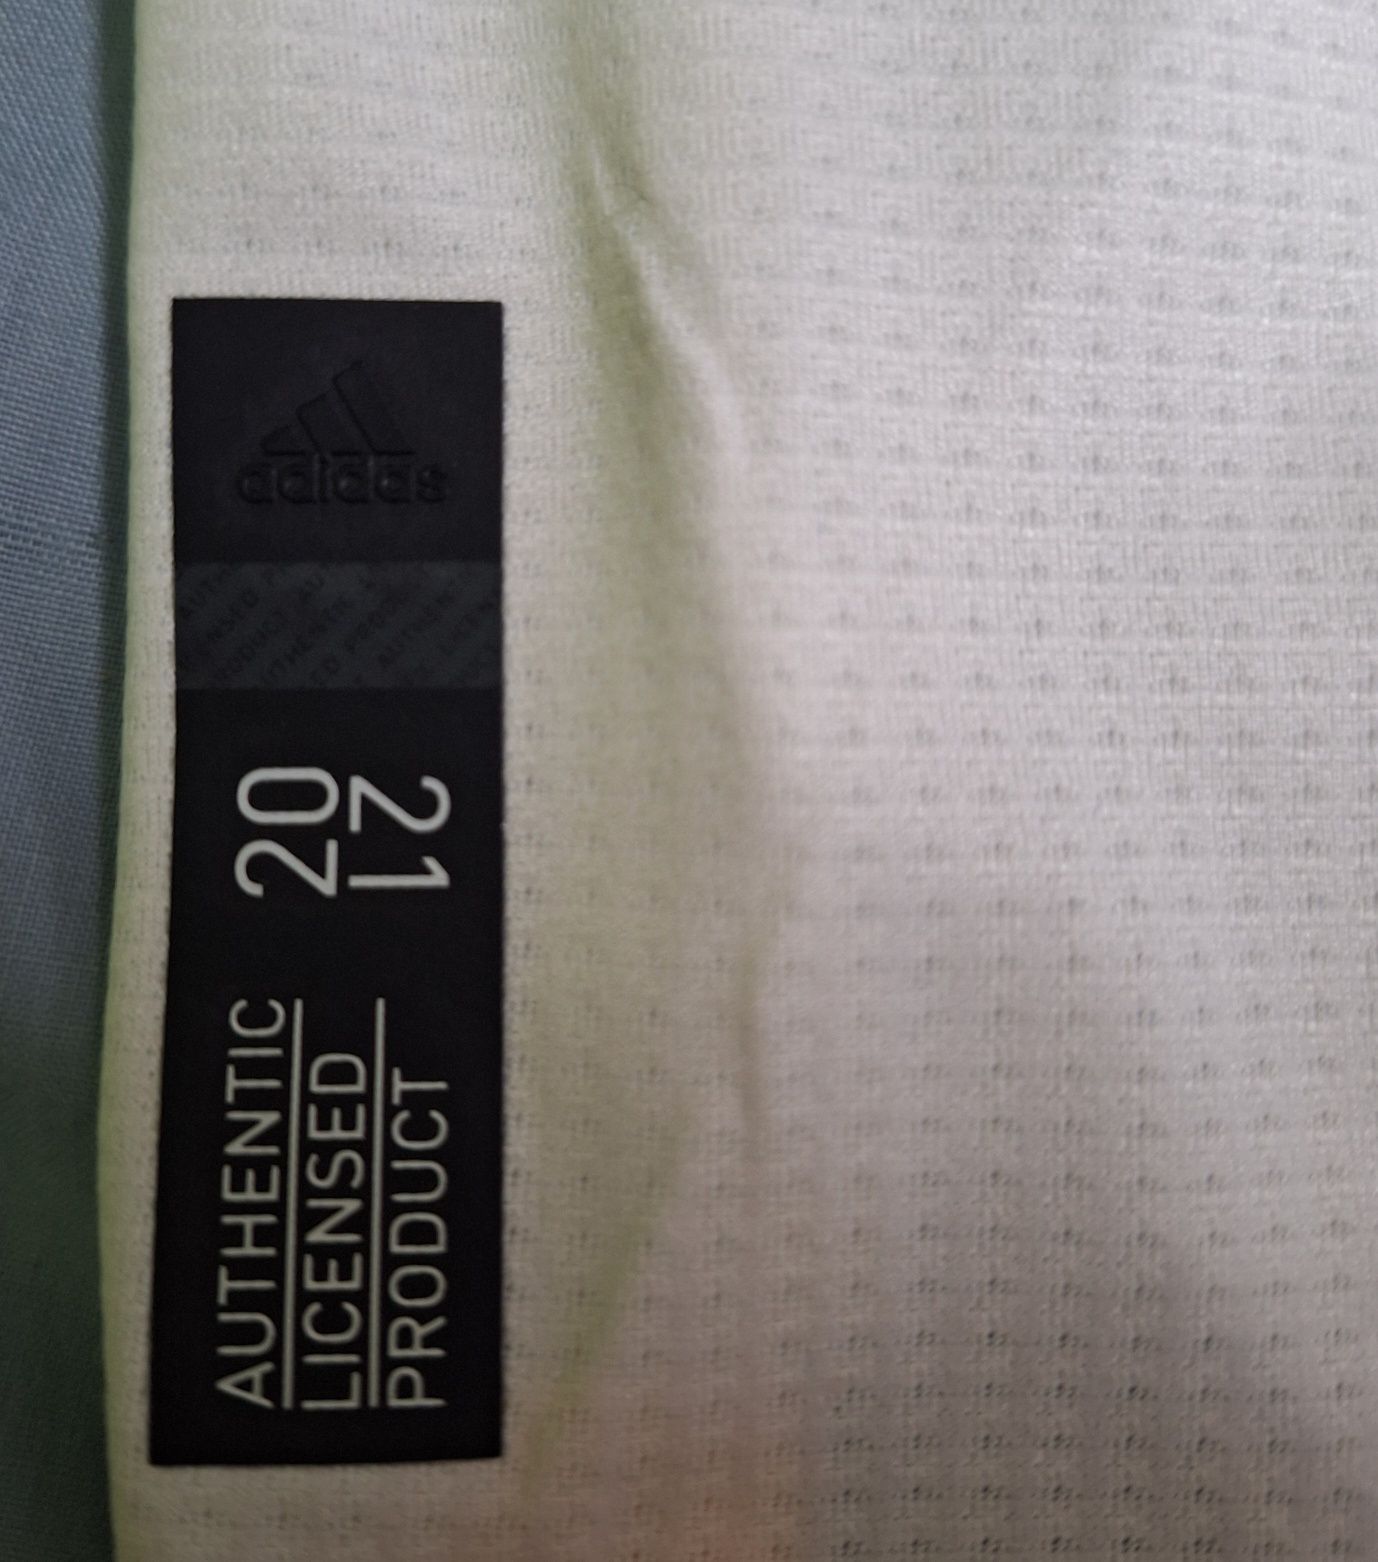 adidas
20
21
AUTHENTIC
LICENSED
PRODUCT